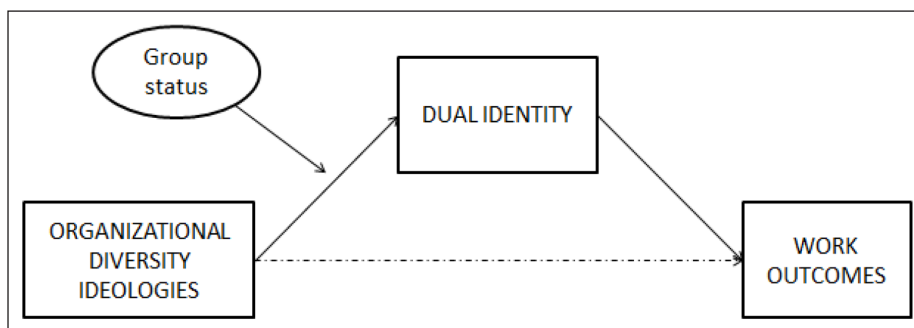 Group
status
DUAL IDENTITY
ORGANIZATIONAL
DIVERSITY
IDEOLOGIES
WORK
OUTCOMES